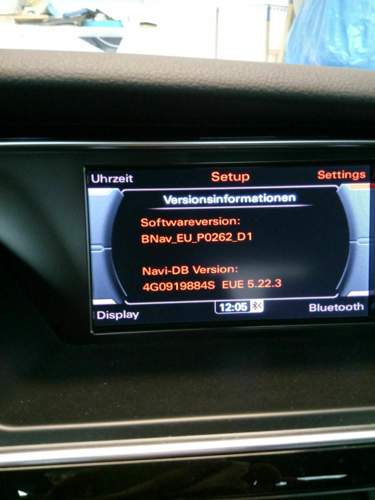 Uhrzeit Setup Settings
Versionsinformationen
Softwareversion:
BNav_EU_P0262_D1
Navi-DB Version:
4G0919884S EUE 5.22.3
Display 12:05 Bluetooth